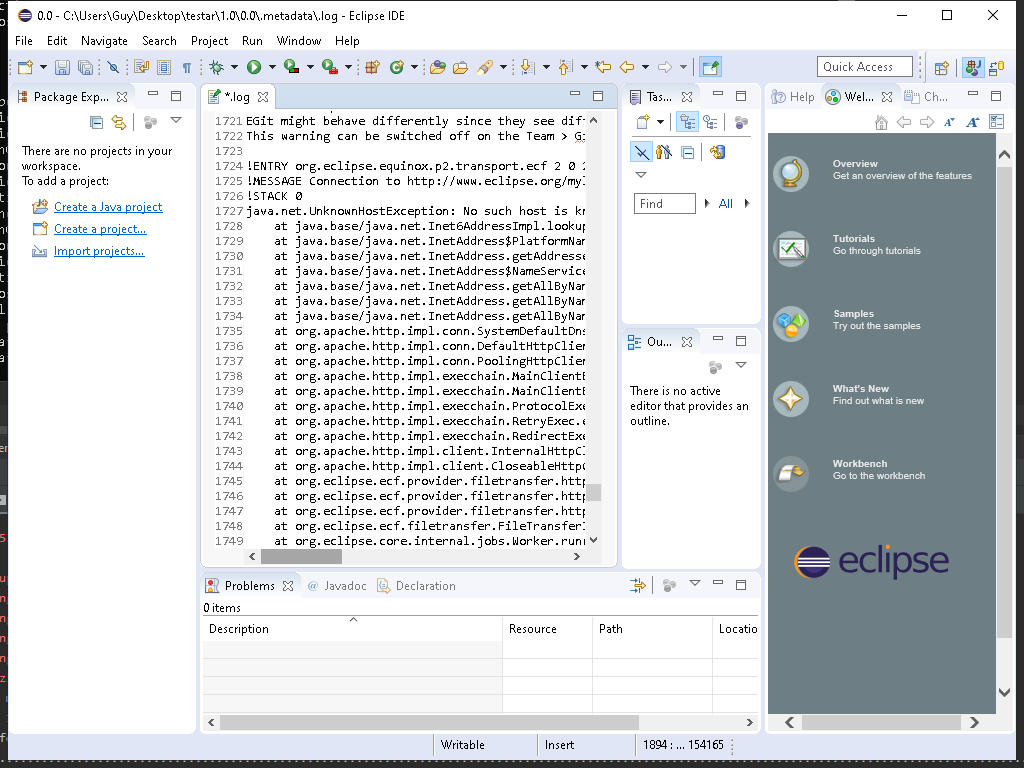 0.0 - C:\Users\Guy\Desktop\testar\1.0\0.0\.metadata\.log - Eclipse IDE
File Edit Navigate Search Project Run Window Help
Quick Access
Package Exp...
There are no projects in your
workspace.
To add a project:
Create a Java project
Create a project...
Import projects...
*.log
1721 EGit might behave differently since they see dif
1722 This warning can be switched off on the Team > Gi
1723
1724 !ENTRY org.eclipse.equinox.p2.transport.ecf 2 0 2
1725 !MESSAGE Connection to http://www.eclipse.org/myl
1726 !STACK 0
1727 java.net.UnknownHostException: No such host is kn
1728 at java.base/java.net.Inet6AddressImpl.lookup
1729 at java.base/java.net.InetAddress$PlatformNam
1730 at java.base/java.net.InetAddress.getAddresse
1731 at java.base/java.net.InetAddress$NameService
1732 at java.base/java.net.InetAddress.getAllByNam
1733 at java.base/java.net.InetAddress.getAllByNam
1734 at java.base/java.net.InetAddress.getAllByNam
1735 at org.apache.http.impl.conn.SystemDefaultDns
1736 at org.apache.http.impl.conn.DefaultHttpClien
1737 at org.apache.http.impl.conn.PoolingHttpClien
1738 at org.apache.http.impl.execchain.MainClientE
1739 at org.apache.http.impl.execchain.MainClientE
1740 at org.apache.http.impl.execchain.ProtocolExe
1741 at org.apache.http.impl.execchain.RetryExec.e
1742 at org.apache.http.impl.execchain.RedirectExe
1743 at org.apache.http.impl.client.InternalHttpCl
1744 at org.apache.http.impl.client.CloseableHttpC
1745 at org.eclipse.ecf.provider.filetransfer.http
1746 at org.eclipse.ecf.provider.filetransfer.http
1747 at org.eclipse.ecf.provider.filetransfer.http
1748 at org.eclipse.ecf.filetransfer.FileTransferJ
1749 at org.eclipse.core.internal.jobs.Worker.run(
Tas...
Find
All
Ou...
There is no active
editor that provides an
outline.
Help Wel... Ch...
Overview
Get an overview of the features
Tutorials
Go through tutorials
Samples
Try out the samples
What's New
Find out what is new
Workbench
Go to the workbench
eclipse
Problems @ Javadoc Declaration
0 items
Description Resource Path Locatio
Writable Insert 1894 : ... 154165